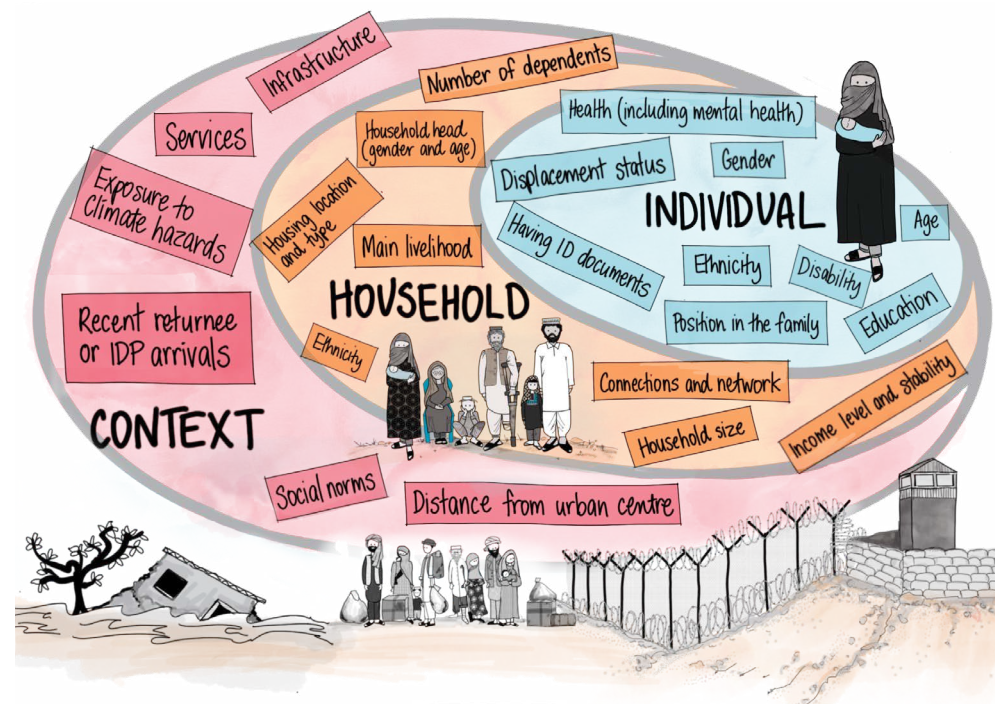 Infrastructure
Services
Exposure to
climate hazards
Recent returnee
or IDP arrivals
CONTEXT
Social norms
Distance from urban centre
Number of dependents
Household head
(gender and age)
Housing location
and type
Main livelihood
HOUSEHOLD
Ethnicity
Connections and network
Household size
Income level and stability
Health (including mental health)
Displacement status
Gender
INDIVIDUAL
Age
Having ID documents
Ethnicity
Disability
Position in the family
Education